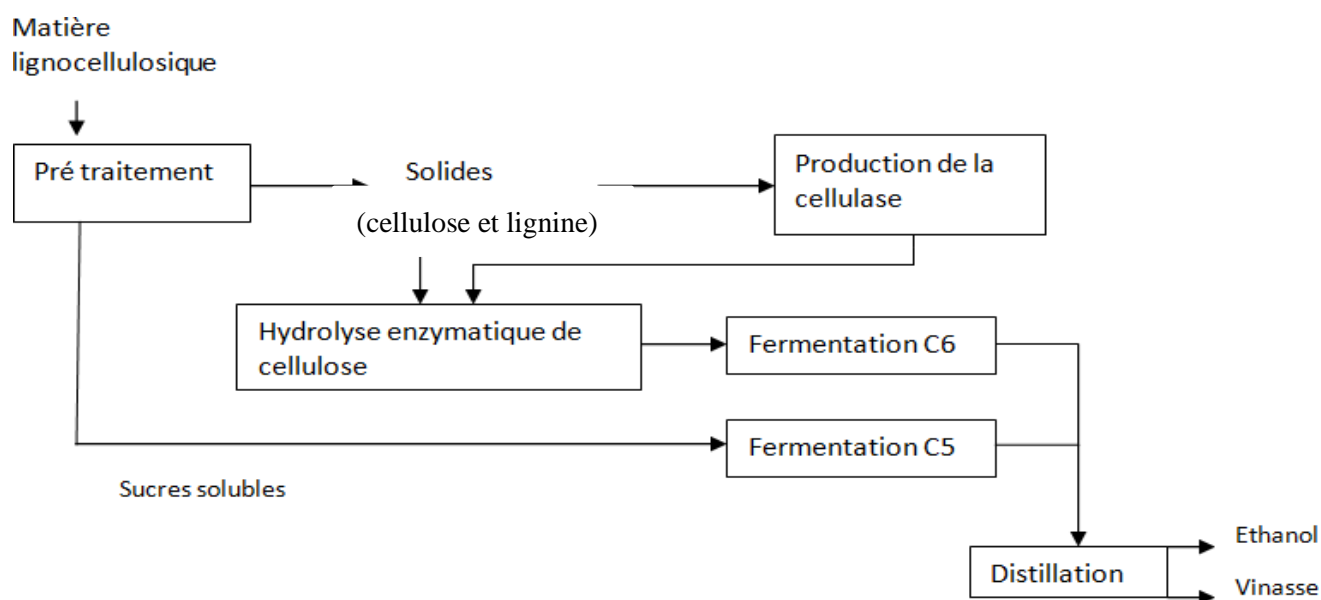 Matière
lignocellulosique
Pré traitement
Solides
(cellulose et lignine)
Production de la
cellulase
Hydrolyse enzymatique de
cellulose
Fermentation C6
Fermentation C5
Sucres solubles
Distillation
Ethanol
Vinasse